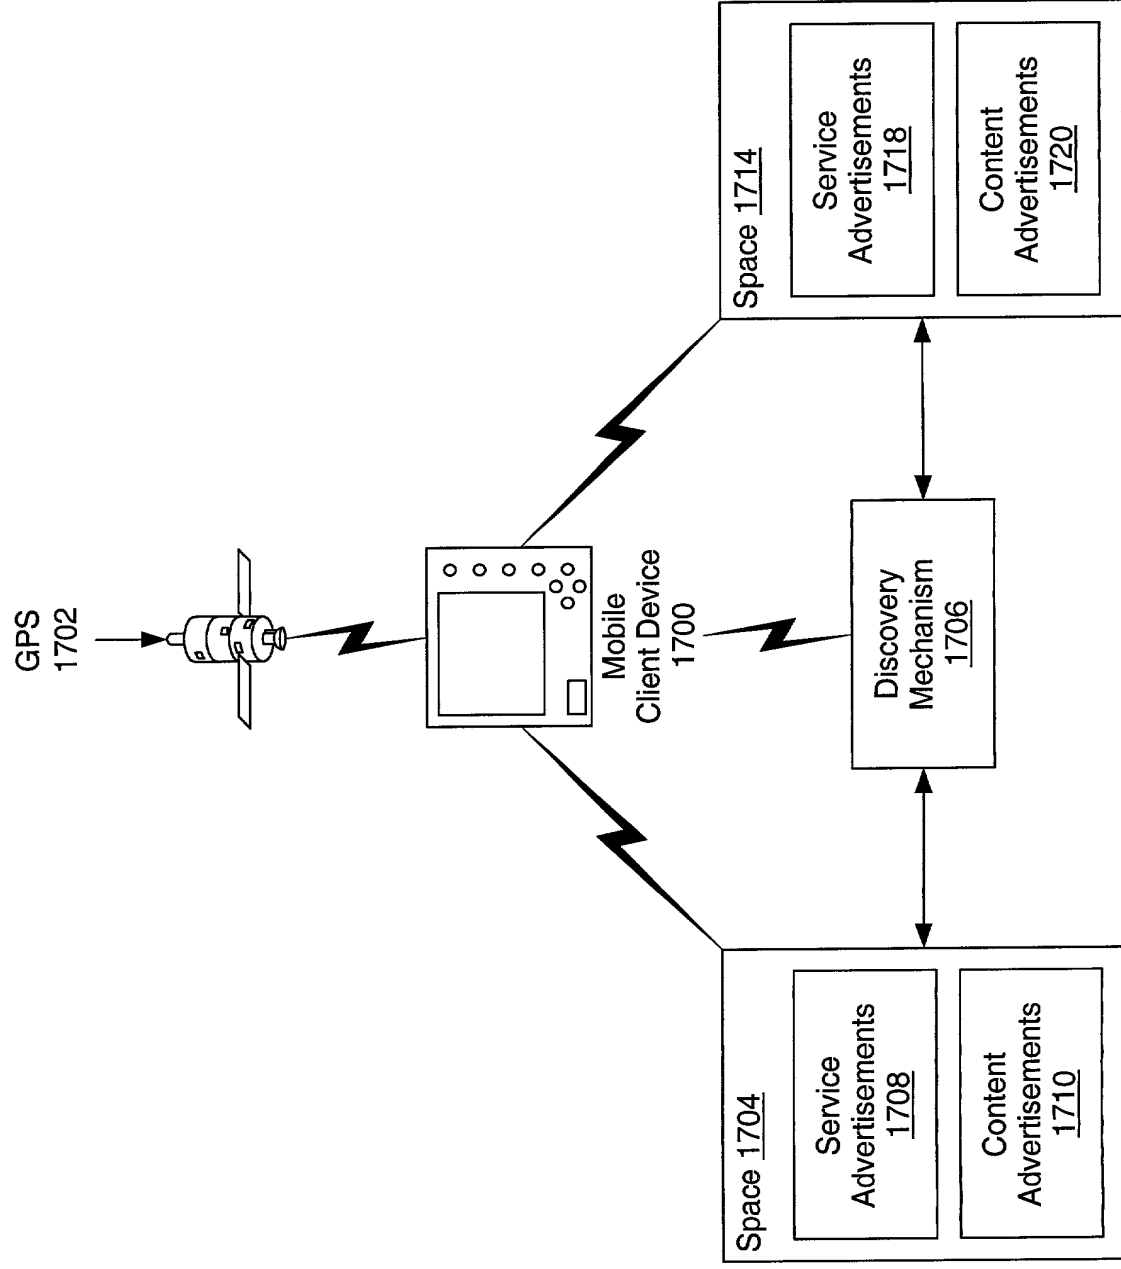 GPS
1702
Mobile
Client Device
1700
Discovery
Mechanism
1706
Space 1704
Service
Advertisements
1708
Content
Advertisements
1710
Space 1714
Service
Advertisements
1718
Content
Advertisements
1720